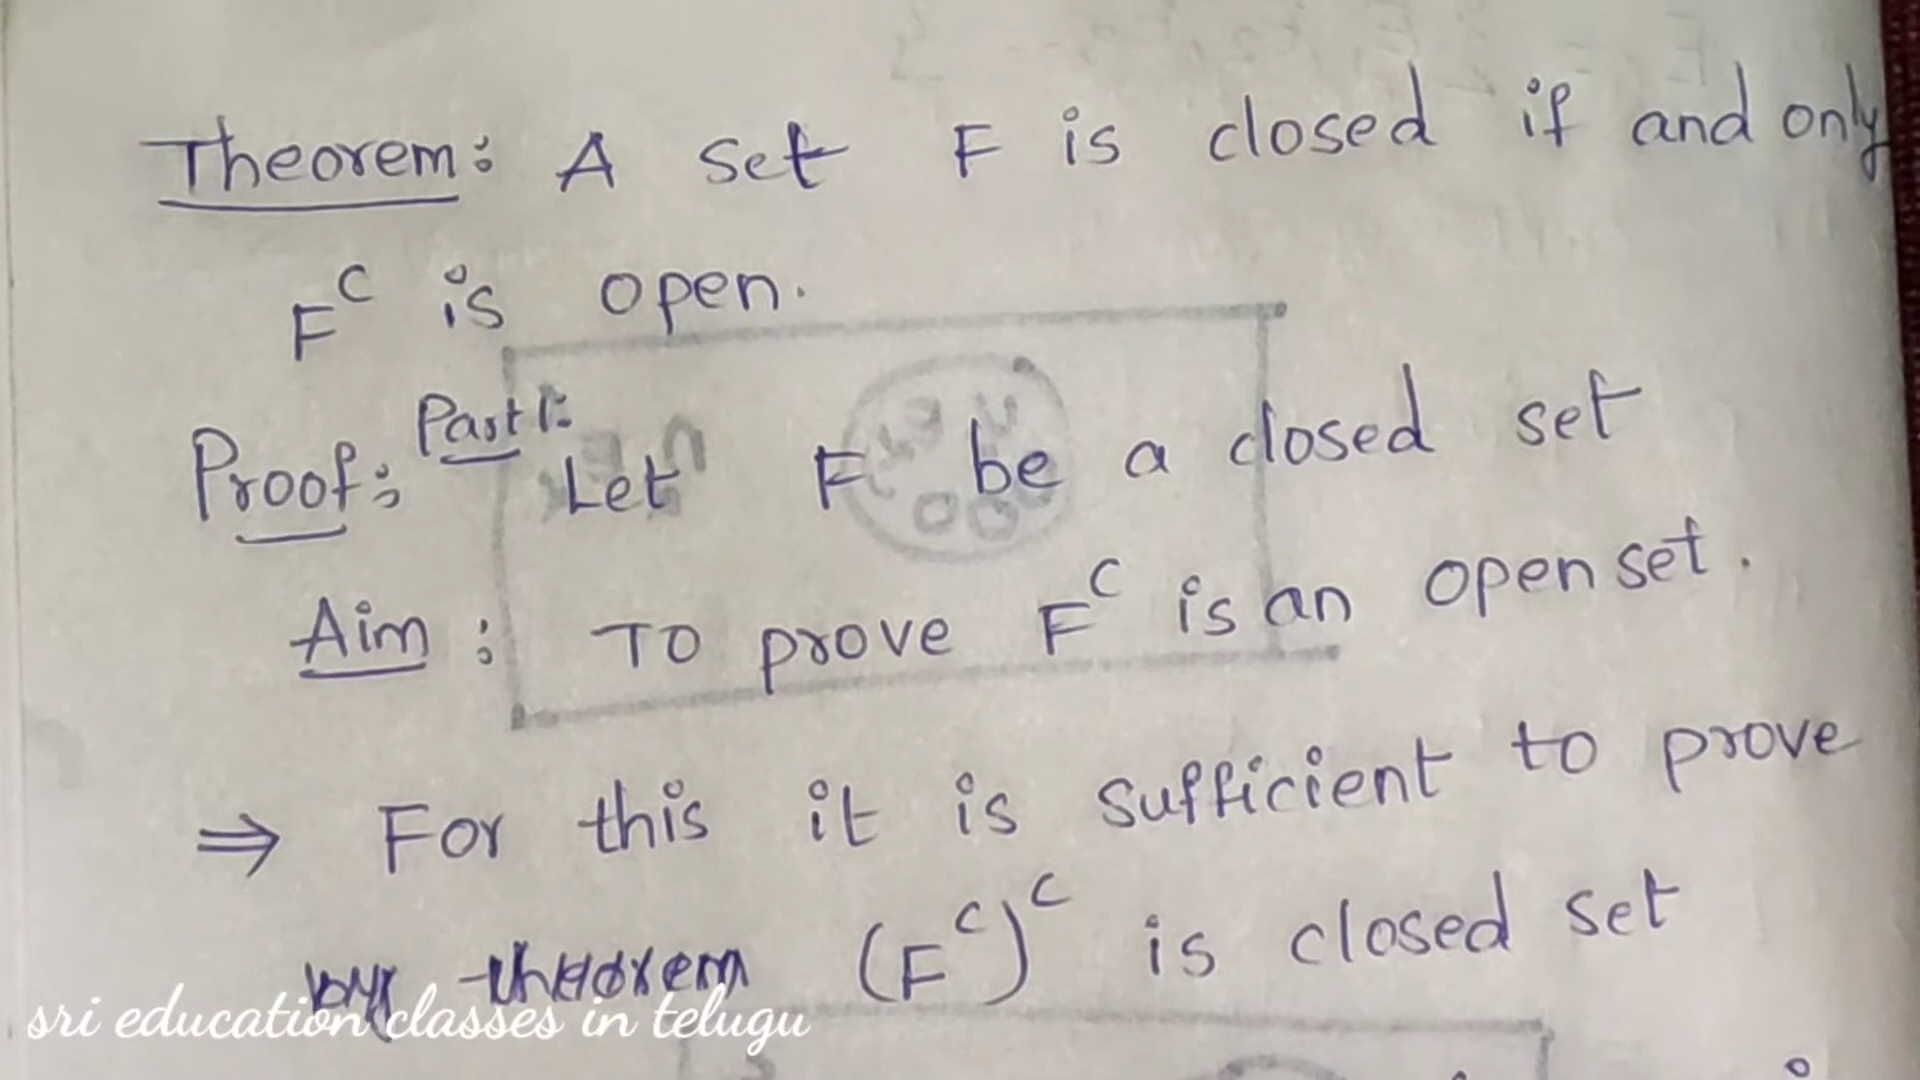 Theorem: A set F is closed if and only
F^C is open.
Proof: Part 1: Let F be a closed set
Aim: To prove F^C is an open set.
⇒ For this it is sufficient to prove
by theorem (F^C)^C is closed set
sri education classes in telugu